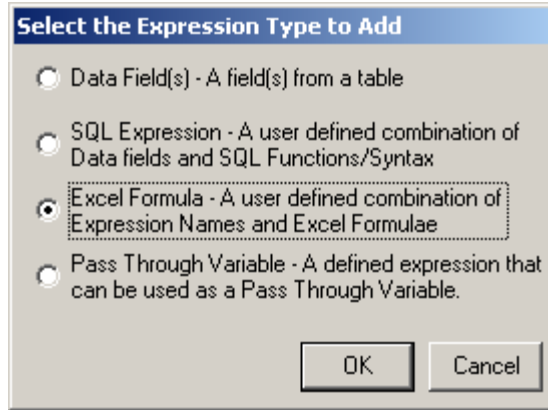 Select the Expression Type to Add
Data Field(s) - A field(s) from a table
SQL Expression - A user defined combination of
Data fields and SQL Functions/Syntax
Excel Formula - A user defined combination of
Expression Names and Excel Formulae
Pass Through Variable - A defined expression that
can be used as a Pass Through Variable.
OK
Cancel